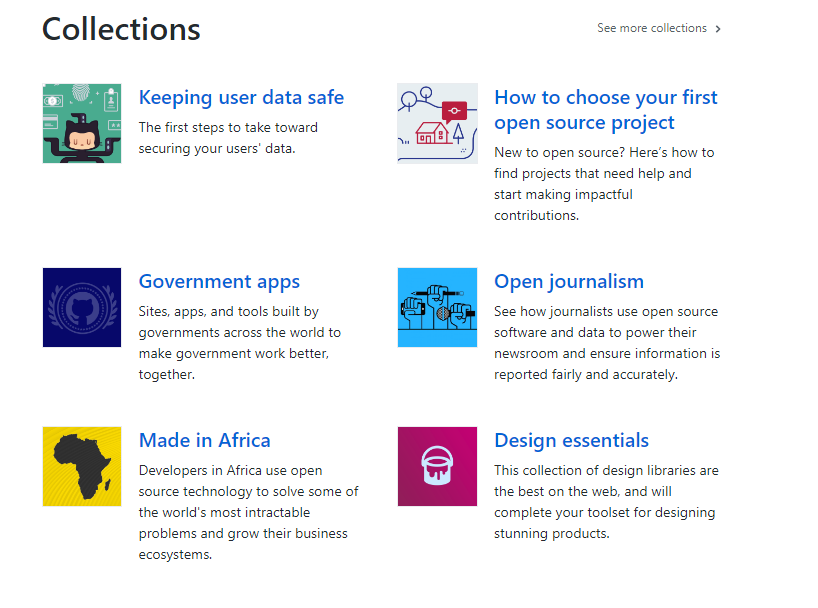 Collections
See more collections
Keeping user data safe
The first steps to take toward
securing your users' data.
How to choose your first
open source project
New to open source? Here’s how to
find projects that need help and
start making impactful
contributions.
Government apps
Sites, apps, and tools built by
governments across the world to
make government work better,
together.
Open journalism
See how journalists use open source
software and data to power their
newsroom and ensure information is
reported fairly and accurately.
Made in Africa
Developers in Africa use open
source technology to solve some of
the world's most intractable
problems and grow their business
ecosystems.
Design essentials
This collection of design libraries are
the best on the web, and will
complete your toolset for designing
stunning products.